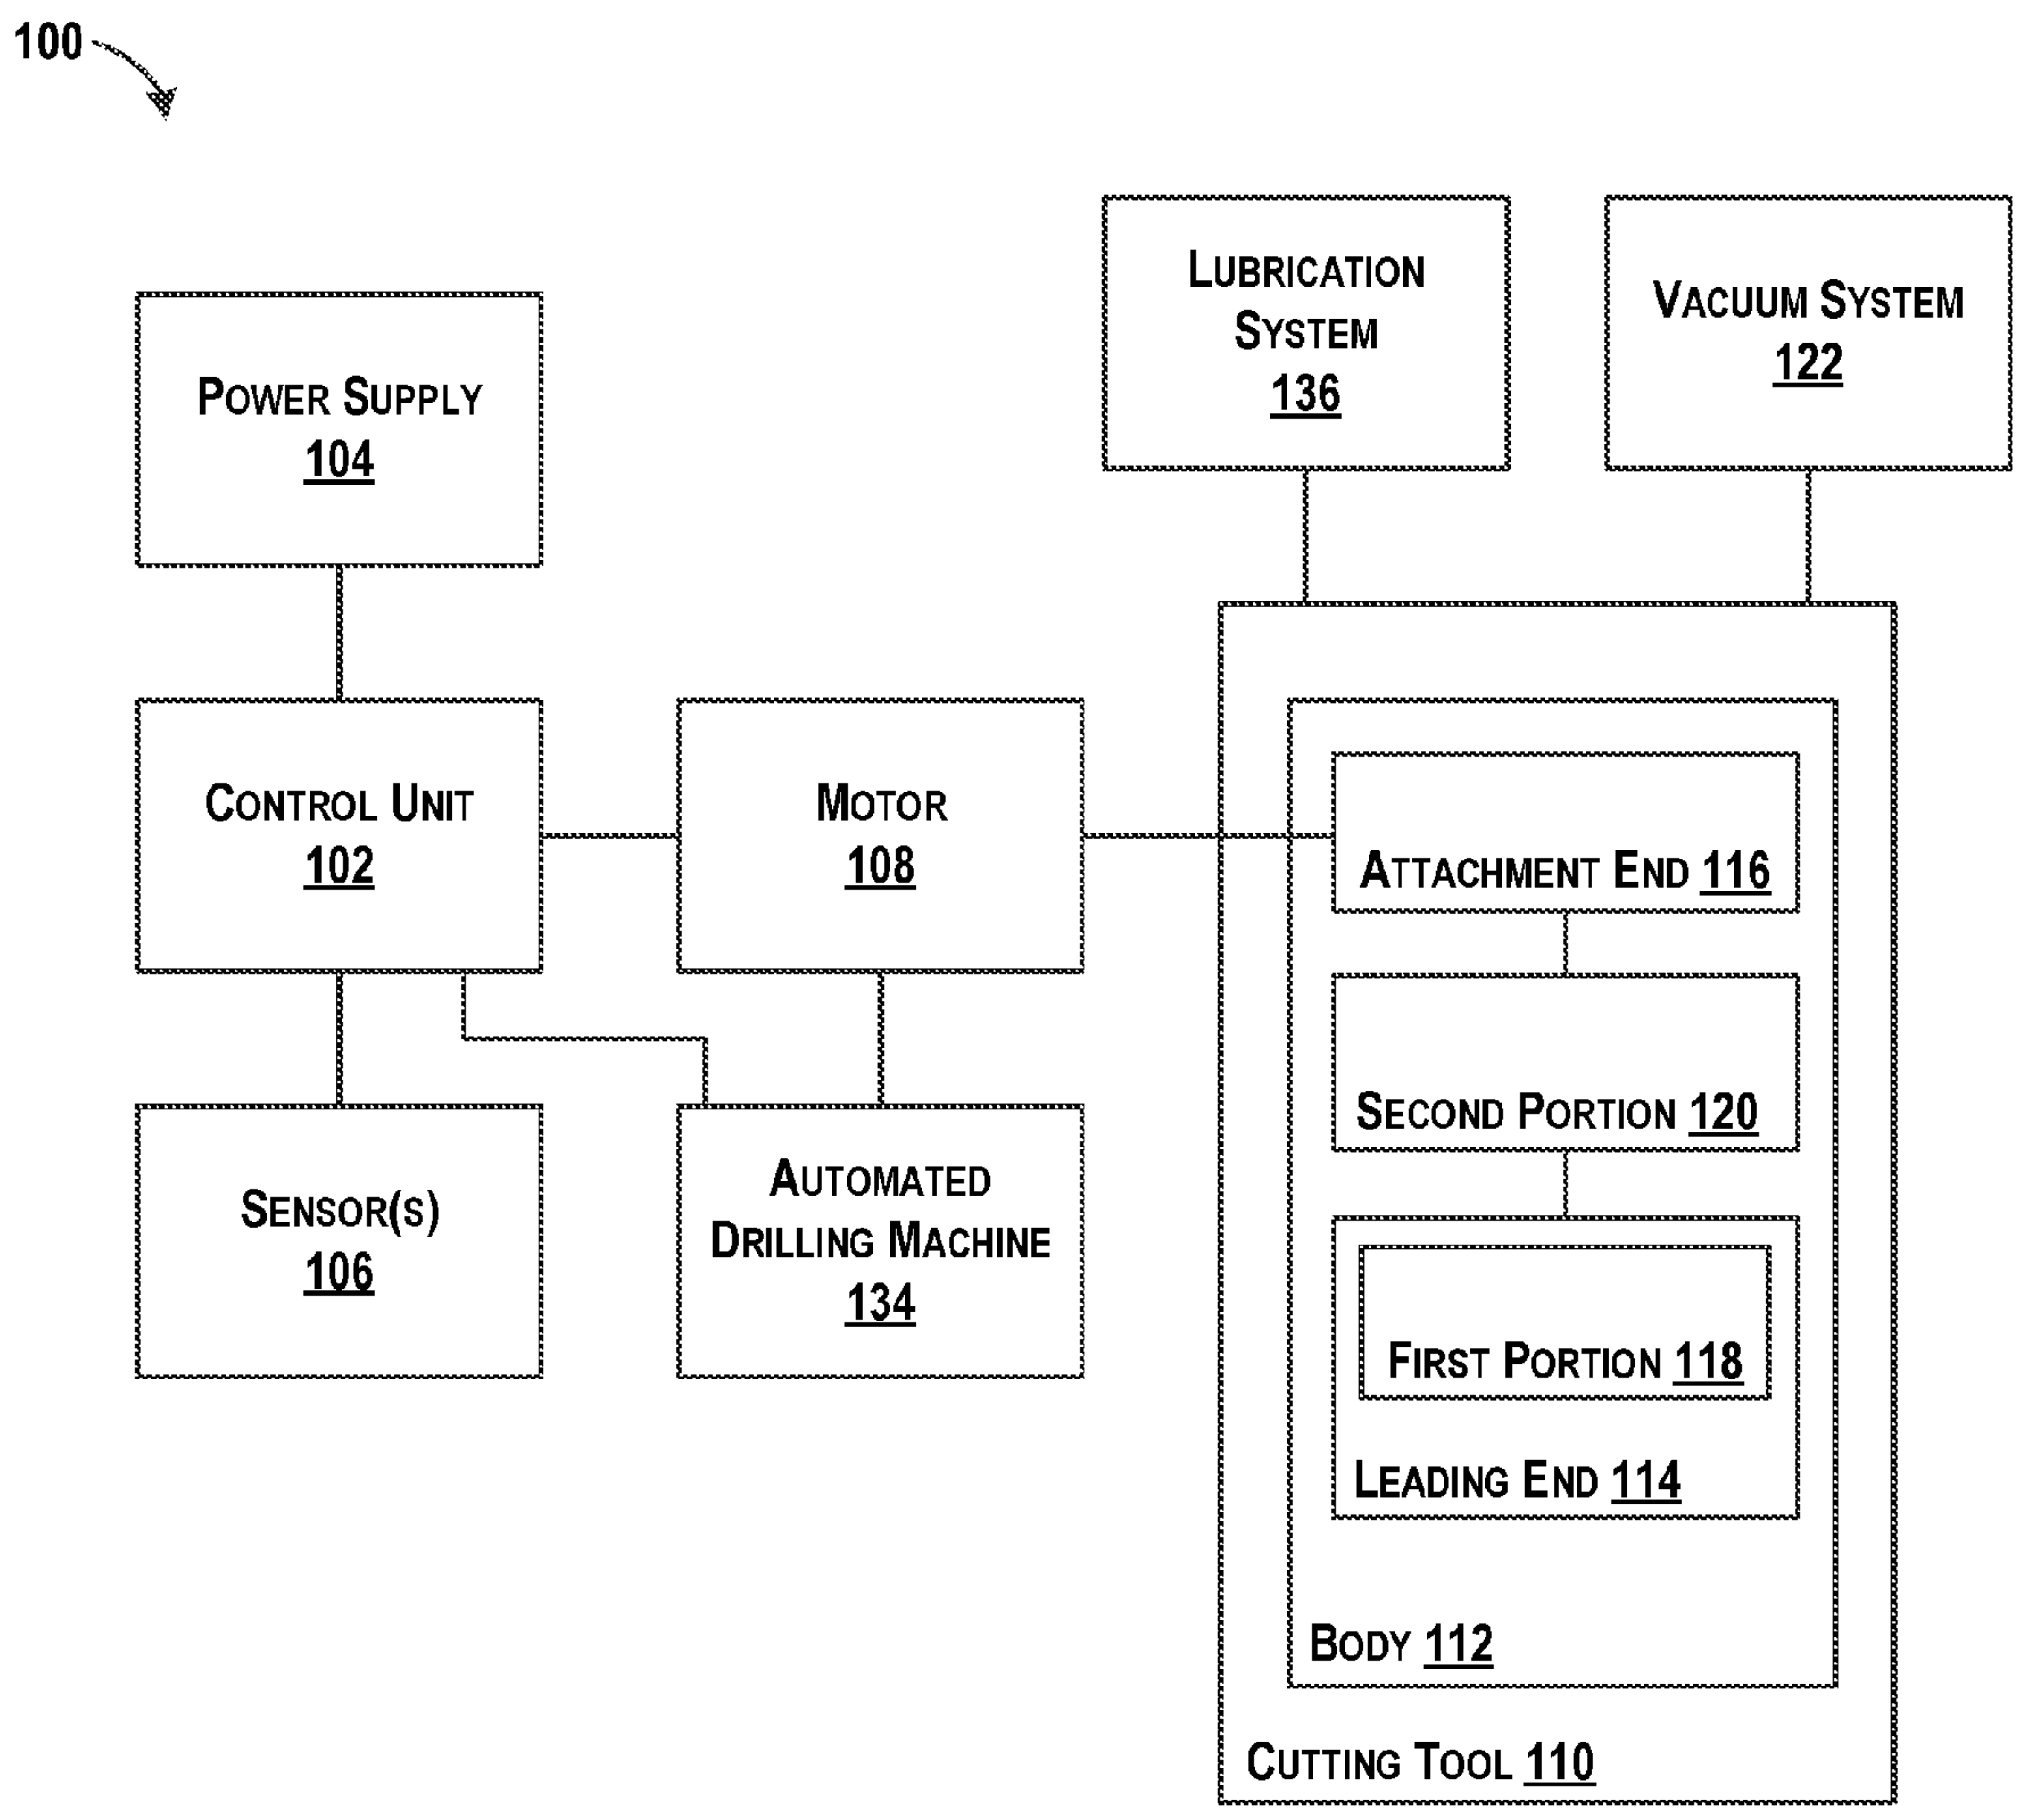 100
LUBRICATION
SYSTEM
136
VACUUM SYSTEM
122
POWER SUPPLY
104
CONTROL UNIT
102
MOTOR
108
ATTACHMENT END 116
SECOND PORTION 120
SENSOR(S)
106
AUTOMATED
DRILLING MACHINE
134
FIRST PORTION 118
LEADING END 114
BODY 112
CUTTING TOOL 110